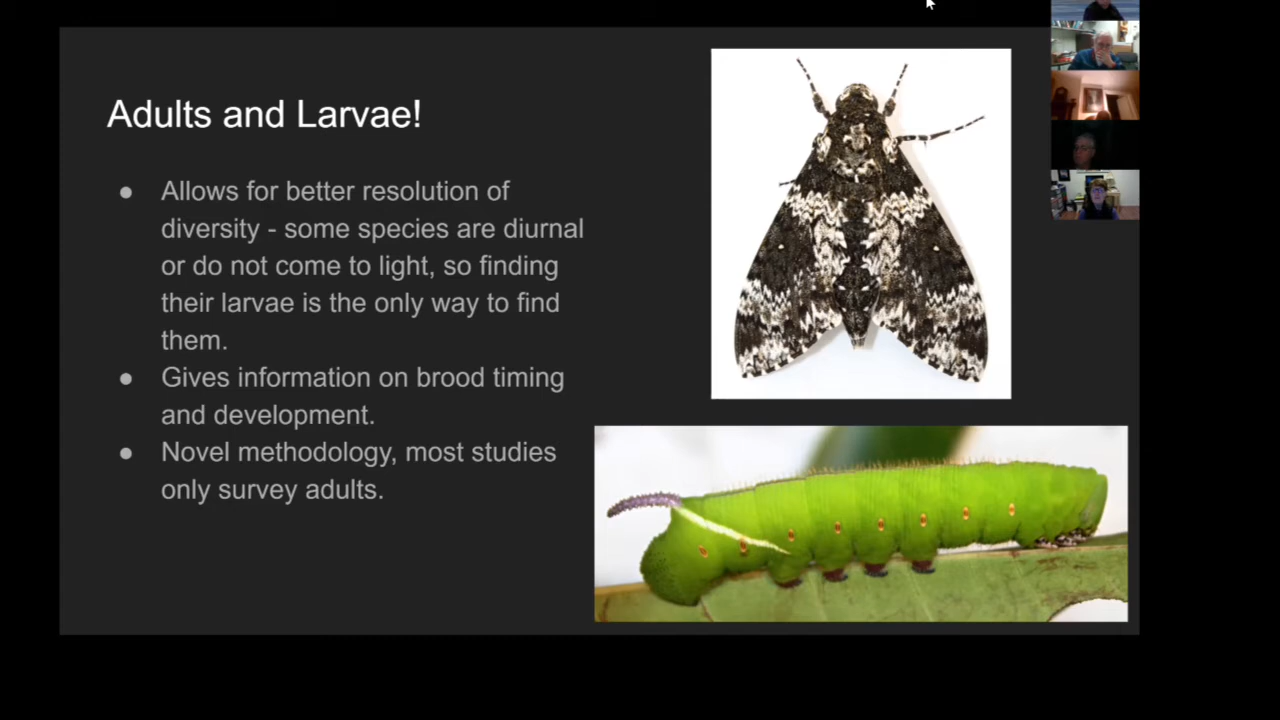 Adults and Larvae!
● Allows for better resolution of
diversity - some species are diurnal
or do not come to light, so finding
their larvae is the only way to find
them.
● Gives information on brood timing
and development.
● Novel methodology, most studies
only survey adults.